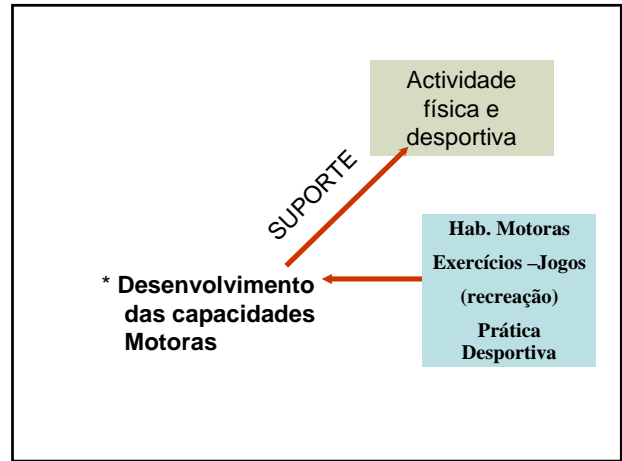 Actividade
física e
desportiva
SUPORTE
Hab. Motoras
Exercícios –Jogos
(recreação)
Prática
Desportiva
* Desenvolvimento
das capacidades
Motoras